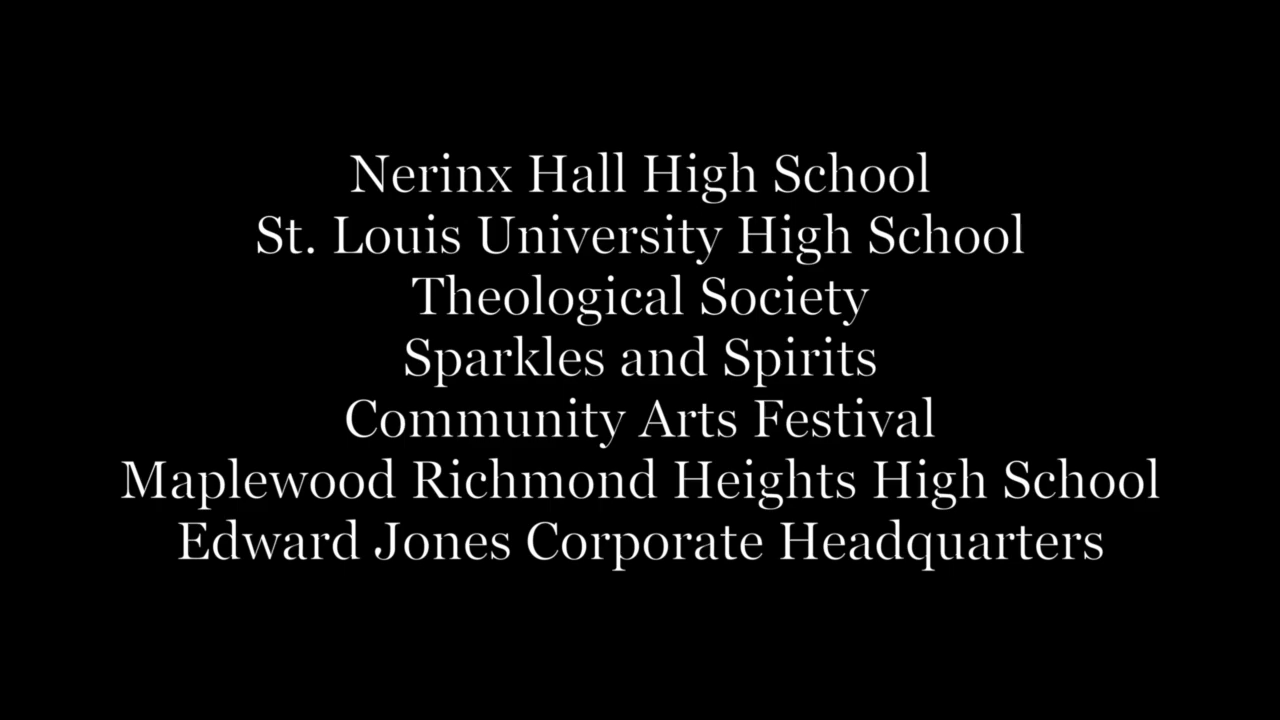 Nerinx Hall High School
St. Louis University High School
Theological Society
Sparkles and Spirits
Community Arts Festival
Maplewood Richmond Heights High School
Edward Jones Corporate Headquarters